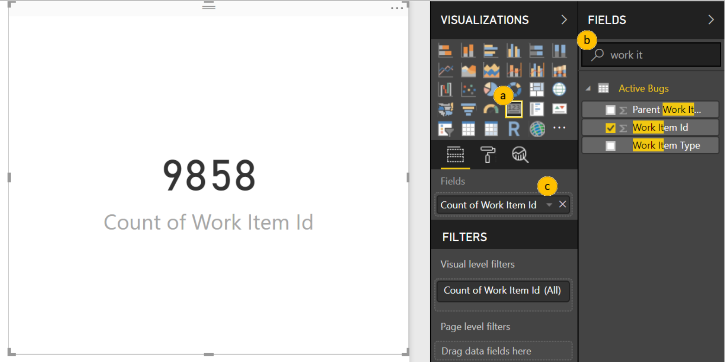 9858
Count of Work Item Id
VISUALIZATIONS
a
R
Fields
c
Count of Work Item Id
FILTERS
Visual level filters
Count of Work Item Id (All)
Page level filters
Drag data fields here
FIELDS
b
work it
Active Bugs
Parent Work It...
Work Item Id
Work Item Type